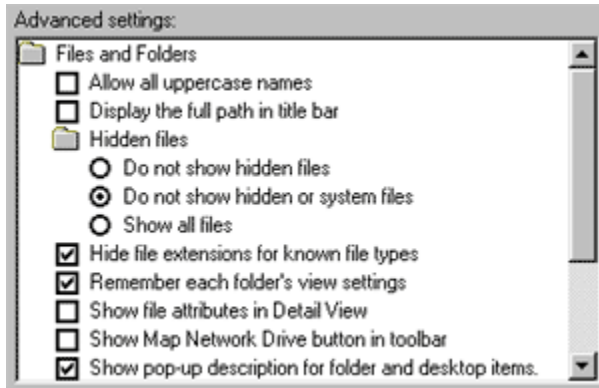 Advanced settings:
Files and Folders
Allow all uppercase names
Display the full path in title bar
Hidden files
Do not show hidden files
Do not show hidden or system files
Show all files
Hide file extensions for known file types
Remember each folder's view settings
Show file attributes in Detail View
Show Map Network Drive button in toolbar
Show pop-up description for folder and desktop items.